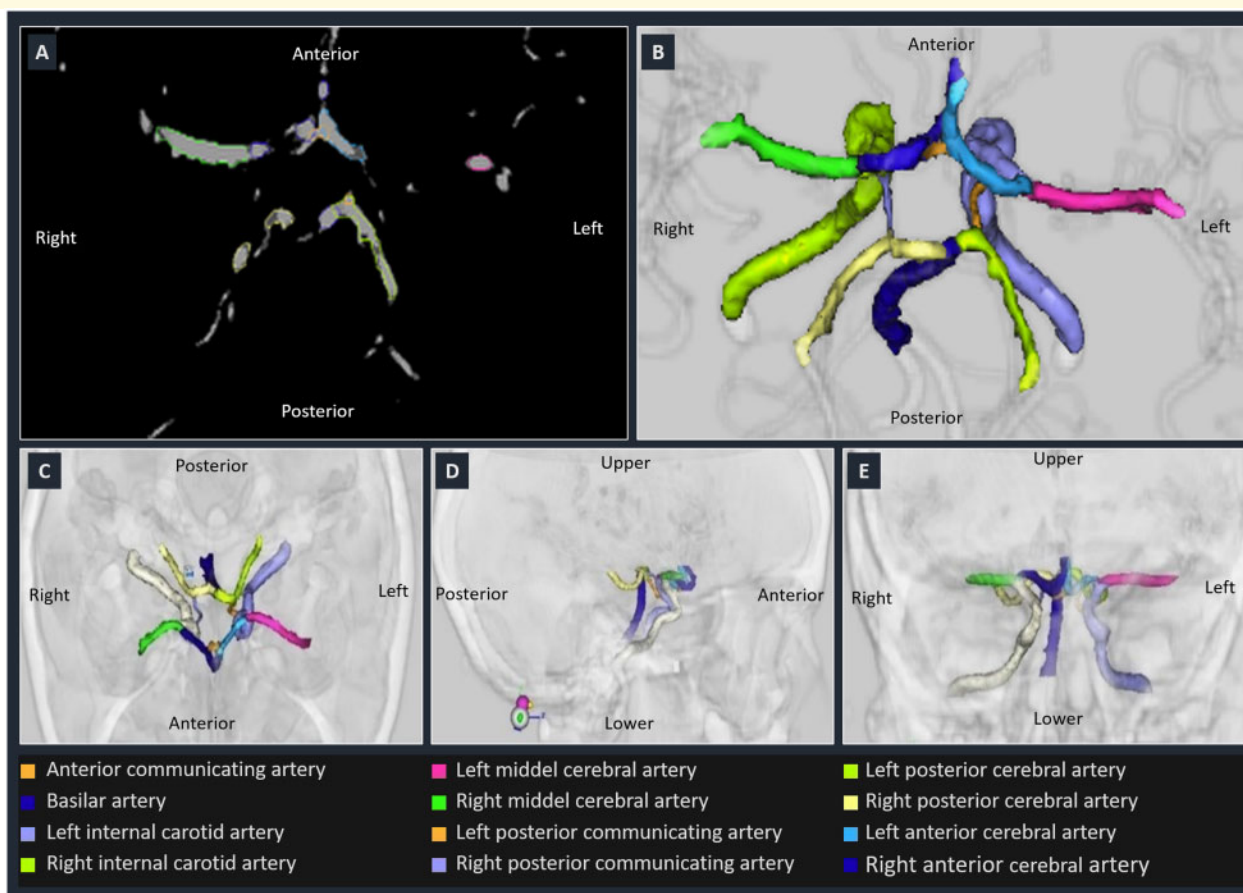 A
Anterior
Right
Left
Posterior
B
Anterior
Right
Left
Posterior
C
Posterior
Right
Left
Anterior
D
Upper
Posterior
Anterior
Lower
E
Upper
Right
Left
Lower
Anterior communicating artery
Basilar artery
Left internal carotid artery
Right internal carotid artery
Left middel cerebral artery
Right middel cerebral artery
Left posterior communicating artery
Right posterior communicating artery
Left posterior cerebral artery
Right posterior cerebral artery
Left anterior cerebral artery
Right anterior cerebral artery